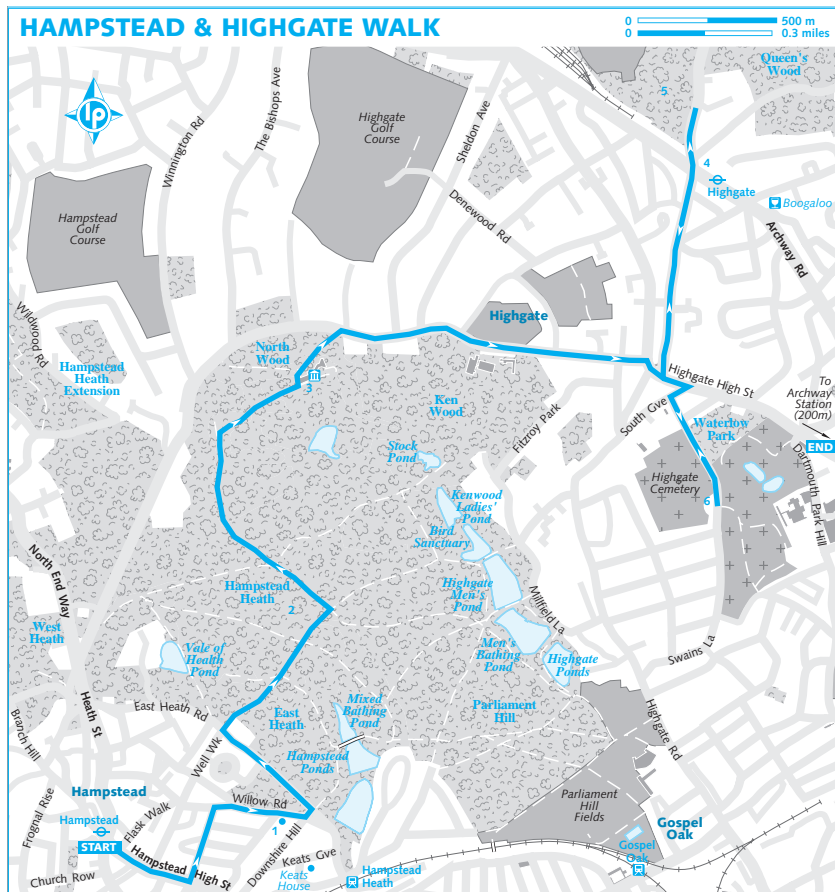 HAMPSTEAD & HIGHGATE WALK
0 500 m
0 0.3 miles
lp
Queen's
Wood
5
The Bishops Ave
Winnington Rd
Highgate
Golf
Course
Sheldon Ave
4
Highgate
Boogaloo
Hampstead
Golf
Course
Denewood Rd
Archway Rd
Wildwood Rd
Highgate
North
Wood
3
Hampstead
Heath
Extension
Ken
Wood
Highgate High St
To
Archway
Station
(200m)
END
South Gve
Fitzroy Park
Waterlow
Park
Stock
Pond
Highgate
Cemetery
6
Dartmouth Park Hill
Kenwood
Ladies'
Pond
Bird
Sanctuary
North End Way
Hampstead
Heath
2
Highgate
Men's
Pond
Millfield La
West
Heath
Vale of
Health
Pond
Men's
Bathing
Pond
Highgate
Ponds
Swains La
Heath St
East Heath Rd
East
Heath
Mixed
Bathing
Pond
Parliament
Hill
Highgate Rd
Branch Hill
Well Wk
Hampstead
Ponds
Hampstead
Willow Rd
Parliament
Hill
Fields
Frognal Rise
Hampstead
START
Flask Walk
1
Downshire Hill
Gospel
Oak
Gospel
Oak
Hampstead High St
Church Row
Keats Gve
Keats
House
Hampstead
Heath